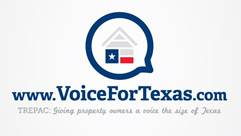 www.VoiceForTexas.com
TREPAC: Giving property owners a voice the size of Texas